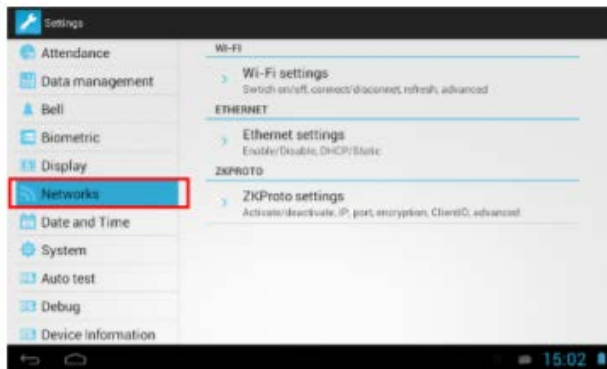 Settings
Attendance
Data management
Bell
Biometric
Display
Networks
Date and Time
System
Auto test
Debug
Device Information
WI-FI
Wi-Fi settings
Switch on/off, connect/disconnect, refresh, advanced
ETHERNET
Ethernet settings
Enable/Disable, DHCP/Static
ZKPROTO
ZKProto settings
Activate/deactivate, IP, port, encryption, ClientID, advanced
15:02